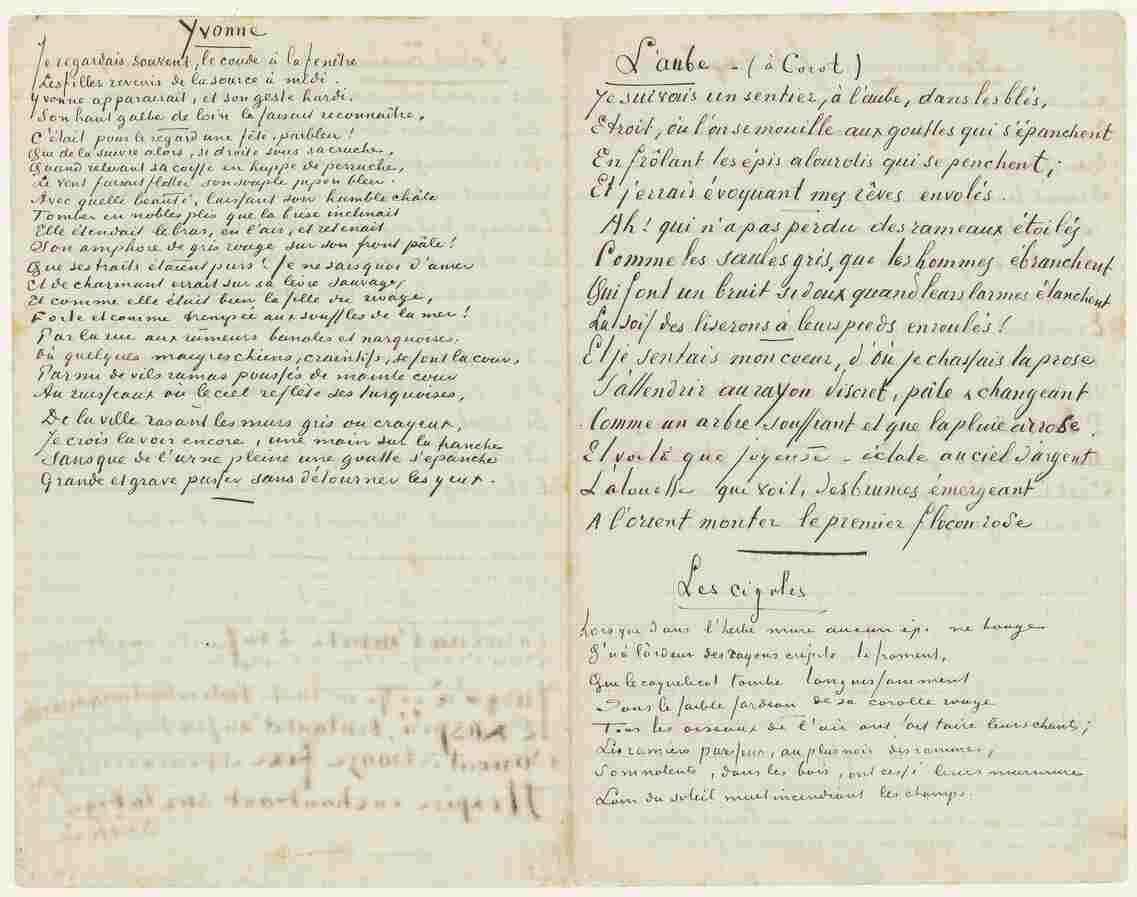 Yvonne
Je regardais souvent, le coude à la fenêtre
Les filles revenir de la source à midi.
Yvonne apparaissait, et son geste hardi.
Son haut galbe de loin la faisait reconnaître,
C'était pour le regard une fête, parbleu!
Que de la suivre alors, si droite sous sa cruche,
Quand relevant sa coiffe en huppe de perruche,
Le vent faisait flotter son souple jupon bleu.
Avec quelle beauté, laissant son humble châle
Tomber en nobles plis que la brise inclinait
Elle étendait le bras, en l'air, et retenait
Son amphore de grès rouge sur son front pâle!
Que ses traits étaient purs! Je ne sais quoi d'amer
Et de charmant errait sur sa lèvre sauvage,
Et comme elle était bien la fille du rivage,
Forte et comme trempée aux souffles de la mer!
Par la rue aux rumeurs banales et narquoises.
Où quelques maigres chiens, craintifs, se font la cour,
Parmi de vils ramas poussés de mainte cour
Au ruisseaux où le ciel reflète ses turquoises,
De la ville rasant les murs gris ou crayeux,
Je crois la voir encore, une main sur la hanche
Sans que de l'urne pleine une goutte s'épanche
Grande et grave passer sans détourner les yeux.
L'aube - (à Corot)
Je suivais un sentier, à l'aube, dans les blés,
Etroit, où l'on se mouille aux gouttes qui s'épanchent
En frôlant les épis alourdis qui se penchent;
Et j'errais évoquant mes rêves envolés.
Ah! qui n'a pas perdu des rameaux étoilés
Comme les saules gris, que les hommes ébranchent
Qui font un bruit si doux quand leurs larmes étanchent
La soif des liserons à leurs pieds enroulés!
Et je sentais mon coeur, d'où je chassais la prose
S'attendrir au rayon discret, pâle & changeant
Comme un arbre souffrant et que la pluie arrose.
Et voilà que joyeuse - éclate au ciel d'argent
L'alouette qui voit, des brumes émergeant
A l'orient monter le premier flocon rose
Les cigales
Lorsque dans l'herbe mure aucun épi ne bouge
Qu'à l'ardeur des rayons crépite le froment,
Que le coquelicot tombe languissamment
Sous le faible fardeau de sa corolle rouge
Tous les oiseaux de l'air ont fait taire leurs chants;
Les ramiers paresseux, au plus noir des ramures,
Somnolents, dans les bois, ont cessé leurs murmures
Loin du soleil muet incendiant les champs.